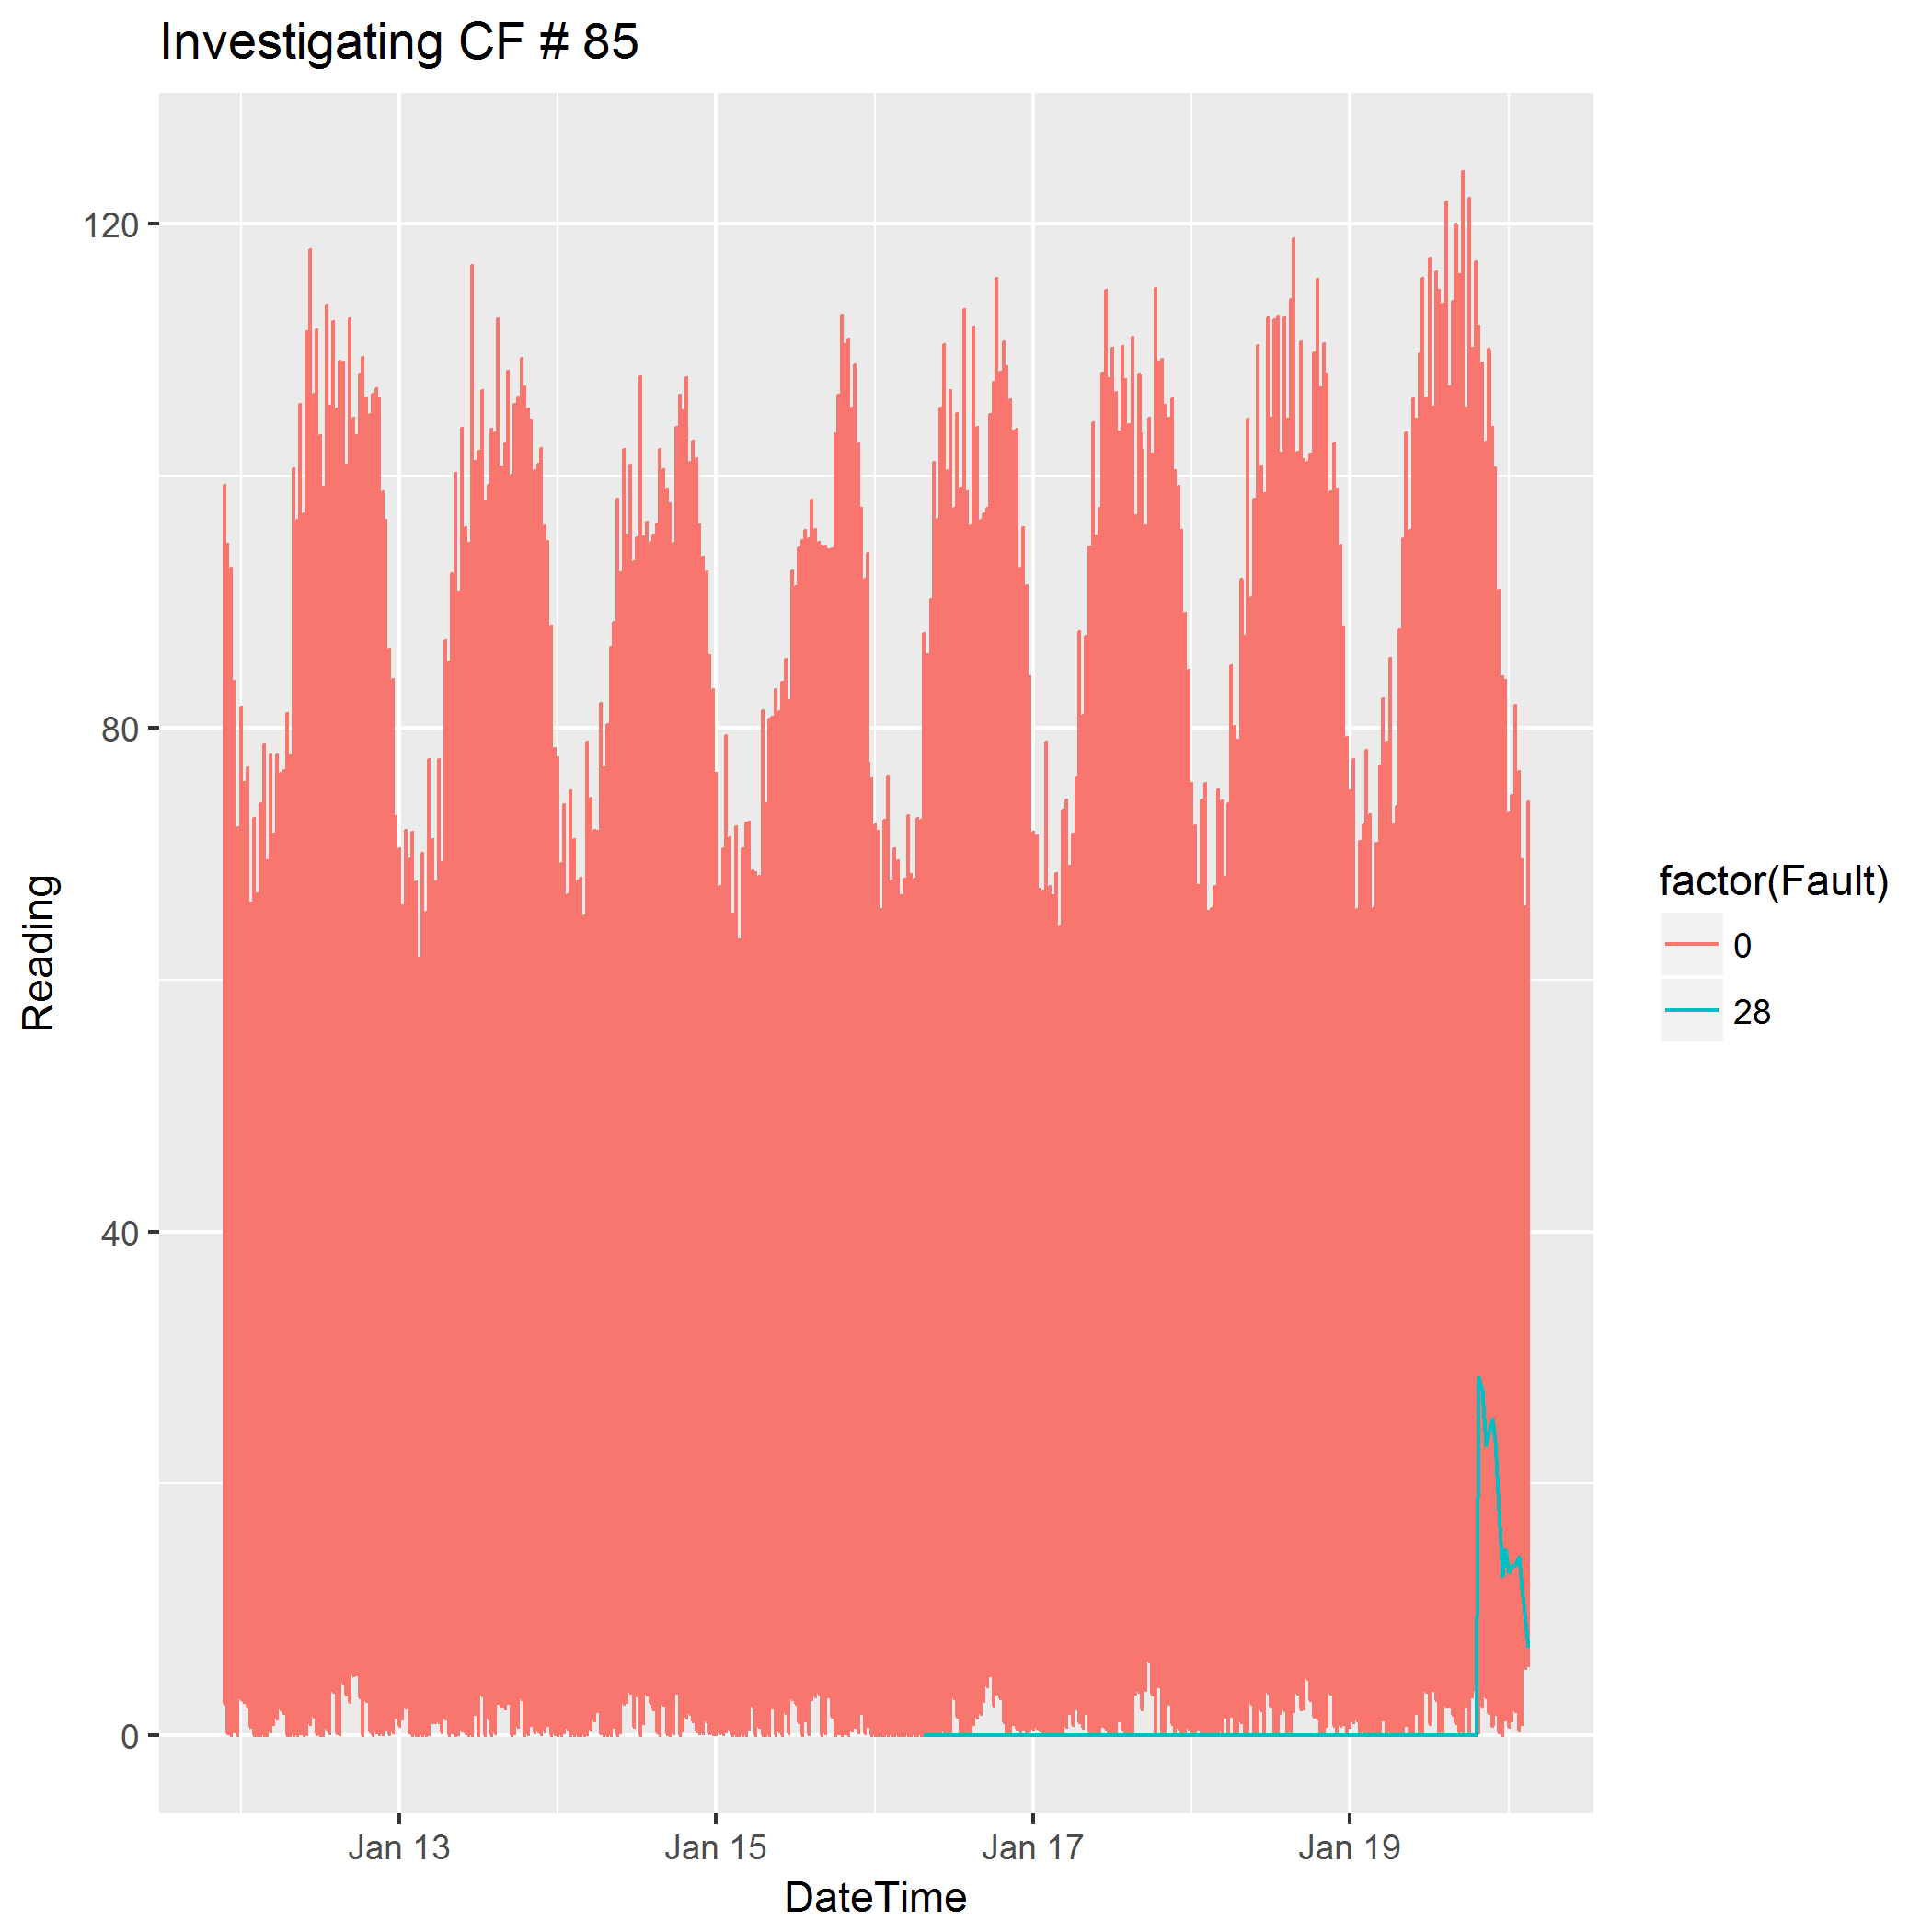 Investigating CF # 85
120
80
40
0
Reading
Jan 13
Jan 15
Jan 17
Jan 19
DateTime
factor(Fault)
0
28